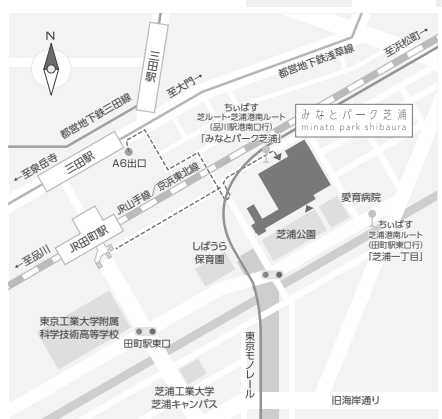 N
三田駅
至浜松町→
都営地下鉄浅草線
至大門→
都営地下鉄三田線
ちぃばす
芝ルート・芝浦港南ルート
(品川駅港南口行)
「みなとパーク芝浦」
みなとパーク芝浦
minato park shibaura
←至泉岳寺
三田駅
A6出口
JR山手線/京浜東北線
愛育病院
←至品川
JR田町駅
しばうら
保育園
芝浦公園
ちぃばす
芝浦港南ルート
(田町駅東口行)
「芝浦一丁目」
東京工業大学附属
科学技術高等学校
田町駅東口
東京モノレール
芝浦工業大学
芝浦キャンパス
旧海岸通り